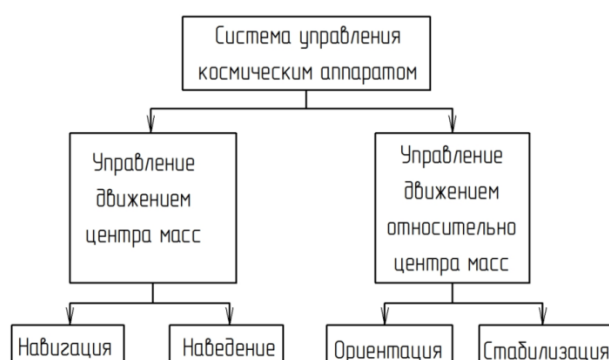 Система управления
космическим аппаратом
Управление
движением
центра масс
Управление
движением
относительно
центра масс
Навигация
Наведение
Ориентация
Стабилизация